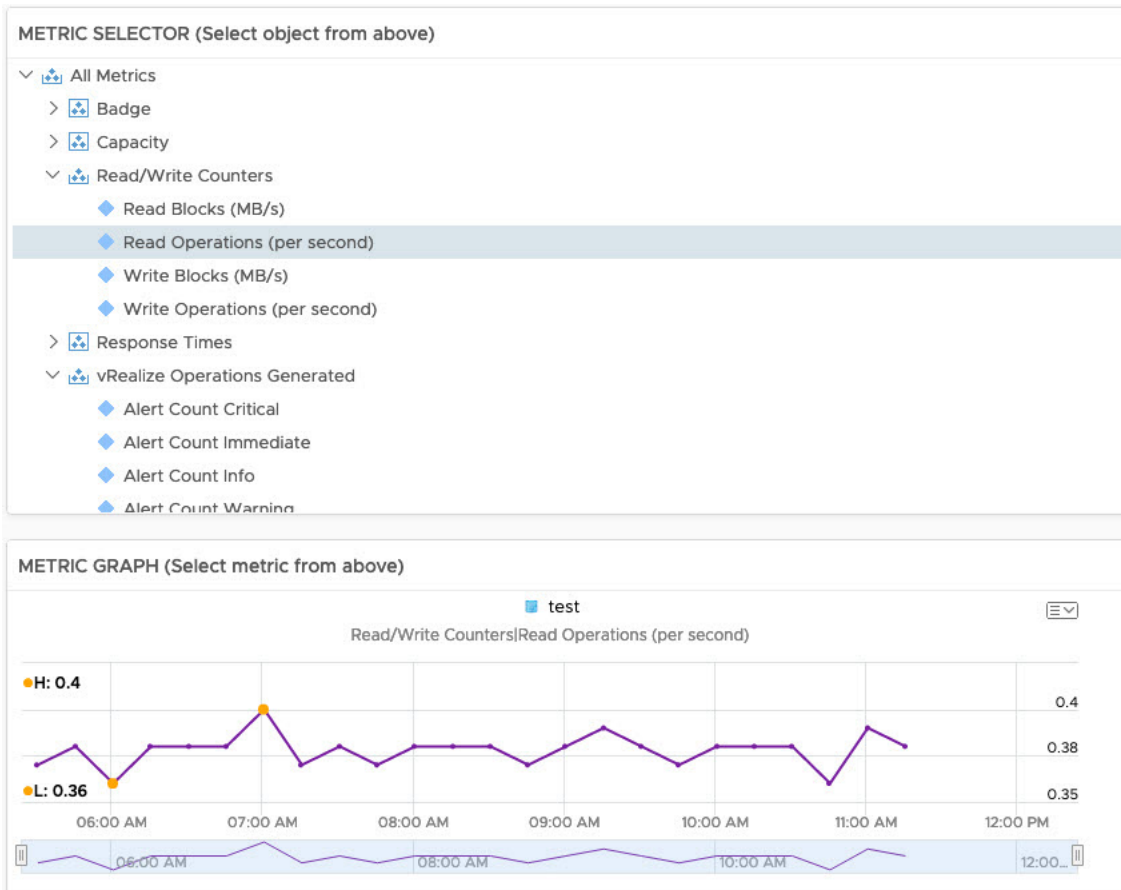 METRIC SELECTOR (Select object from above)
All Metrics
Badge
Capacity
Read/Write Counters
Read Blocks (MB/s)
Read Operations (per second)
Write Blocks (MB/s)
Write Operations (per second)
Response Times
vRealize Operations Generated
Alert Count Critical
Alert Count Immediate
Alert Count Info
Alert Count Warning
METRIC GRAPH (Select metric from above)
test
Read/Write Counters|Read Operations (per second)
H: 0.4
0.4
0.38
L: 0.36
0.35
06:00 AM 07:00 AM 08:00 AM 09:00 AM 10:00 AM 11:00 AM 12:00 PM
06:00 AM 08:00 AM 10:00 AM 12:00...